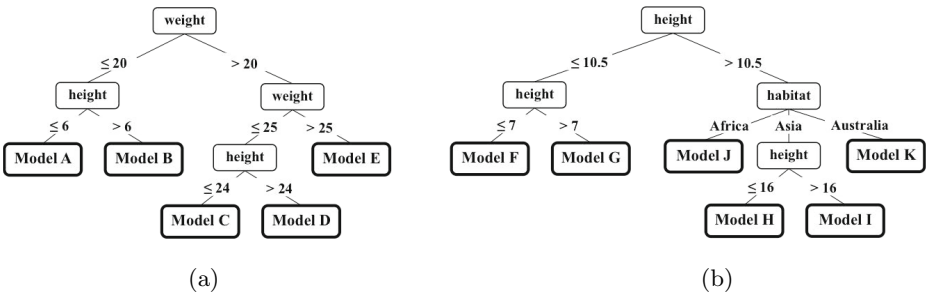 weight
≤ 20 > 20
height weight
≤ 6 > 6 ≤ 25 > 25
Model A Model B height Model E
≤ 24 > 24
Model C Model D
(a)
height
≤ 10.5 > 10.5
height habitat
≤ 7 > 7 Africa Asia Australia
Model F Model G Model J height Model K
≤ 16 > 16
Model H Model I
(b)